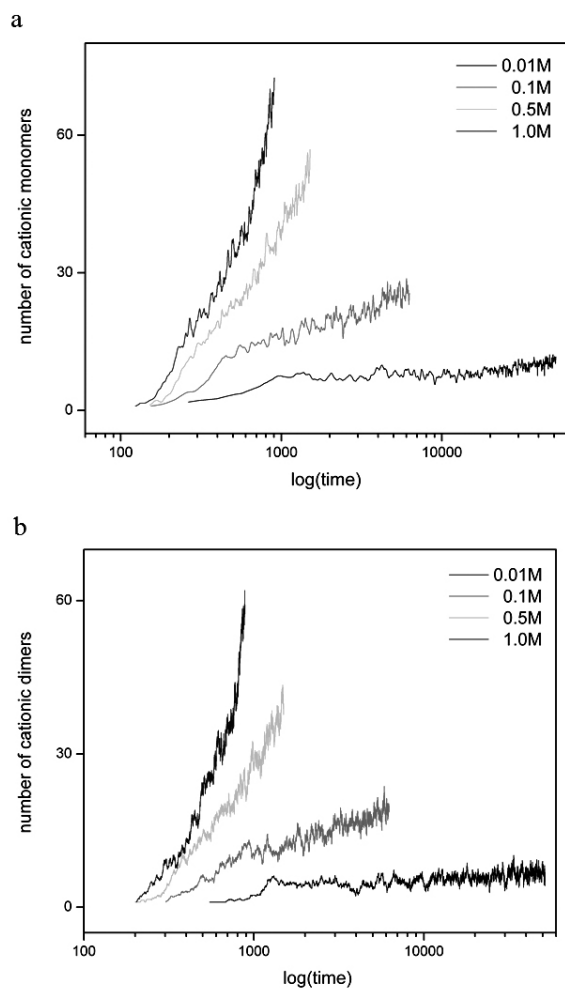 a
0.01M
0.1M
0.5M
1.0M
number of cationic monomers
60
30
0
100
1000
10000
log(time)
b
0.01M
0.1M
0.5M
1.0M
number of cationic dimers
60
30
0
100
1000
10000
log(time)